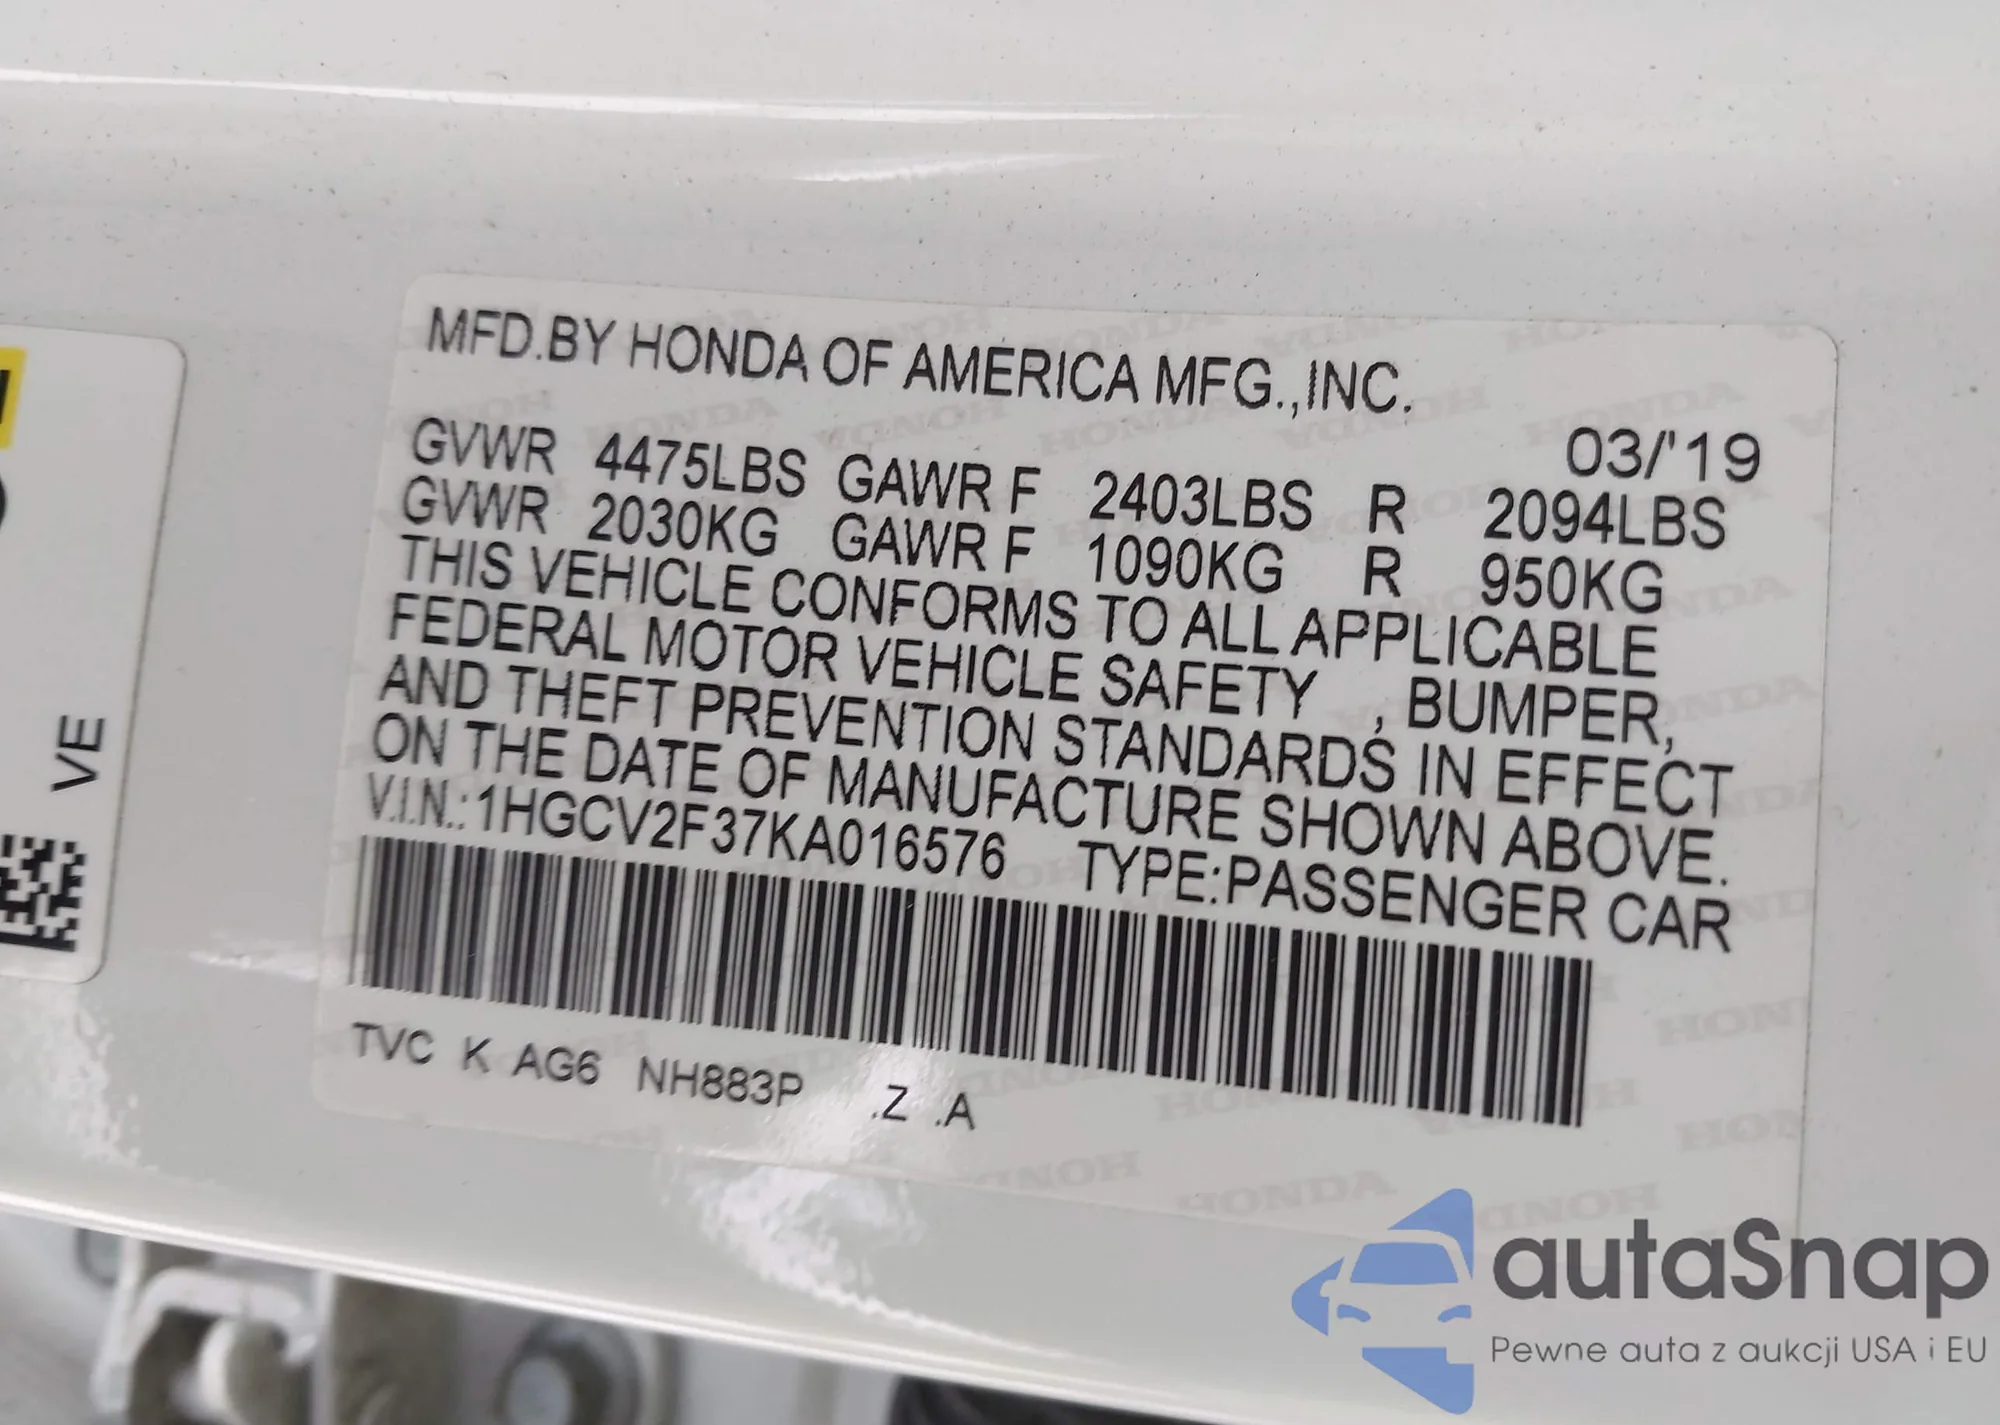 MFD.BY HONDA OF AMERICA MFG.,INC.
03/'19
GVWR 4475LBS GAWR F 2403LBS R 2094LBS
GVWR 2030KG GAWR F 1090KG R 950KG
THIS VEHICLE CONFORMS TO ALL APPLICABLE
FEDERAL MOTOR VEHICLE SAFETY , BUMPER,
AND THEFT PREVENTION STANDARDS IN EFFECT
ON THE DATE OF MANUFACTURE SHOWN ABOVE.
V.I.N.:1HGCV2F37KA016576 TYPE:PASSENGER CAR
TVC K AG6 NH883P .Z .A
VE
autaSnap
Pewne auta z aukcji USA i EU